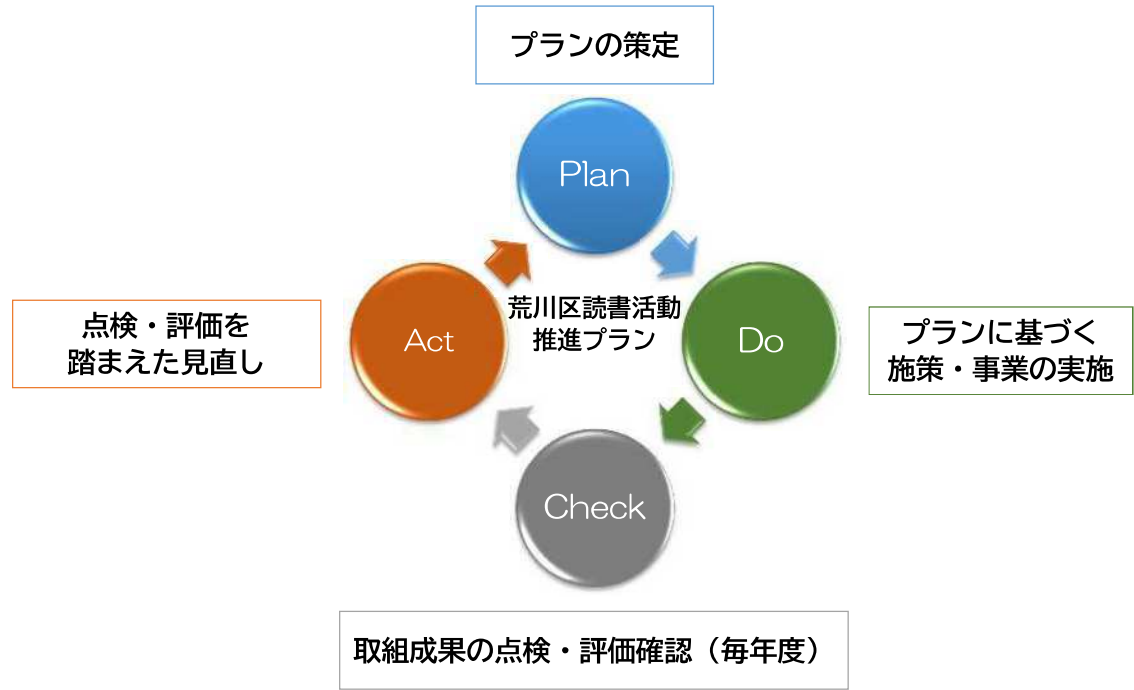 プランの策定
Plan
荒川区読書活動
推進プラン
Do
プランに基づく
施策・事業の実施
Check
取組成果の点検・評価確認（毎年度）
Act
点検・評価を
踏まえた見直し